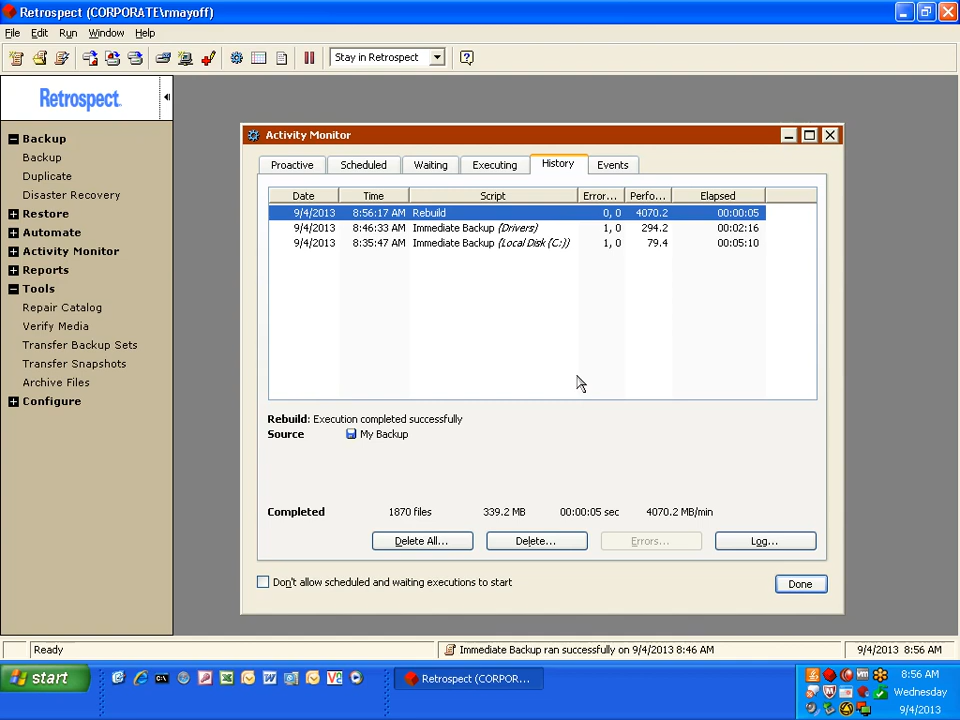 Retrospect (CORPORATE\rmayoff)
File Edit Run Window Help
Stay in Retrospect
Retrospect.
Backup
Backup
Duplicate
Disaster Recovery
Restore
Automate
Activity Monitor
Reports
Tools
Repair Catalog
Verify Media
Transfer Backup Sets
Transfer Snapshots
Archive Files
Configure
Activity Monitor
Proactive Scheduled Waiting Executing History Events
Date Time Script Error... Perfo... Elapsed
9/4/2013 8:56:17 AM Rebuild 0, 0 4070.2 00:00:05
9/4/2013 8:46:33 AM Immediate Backup (Drivers) 1, 0 294.2 00:02:16
9/4/2013 8:35:47 AM Immediate Backup (Local Disk (C:)) 1, 0 79.4 00:05:10
Rebuild: Execution completed successfully
Source My Backup
Completed 1870 files 339.2 MB 00:00:05 sec 4070.2 MB/min
Delete All... Delete... Errors... Log...
Don't allow scheduled and waiting executions to start
Done
Ready Immediate Backup ran successfully on 9/4/2013 8:46 AM 9/4/2013 8:56 AM
start Retrospect (CORPOR... 8:56 AM
Wednesday
9/4/2013